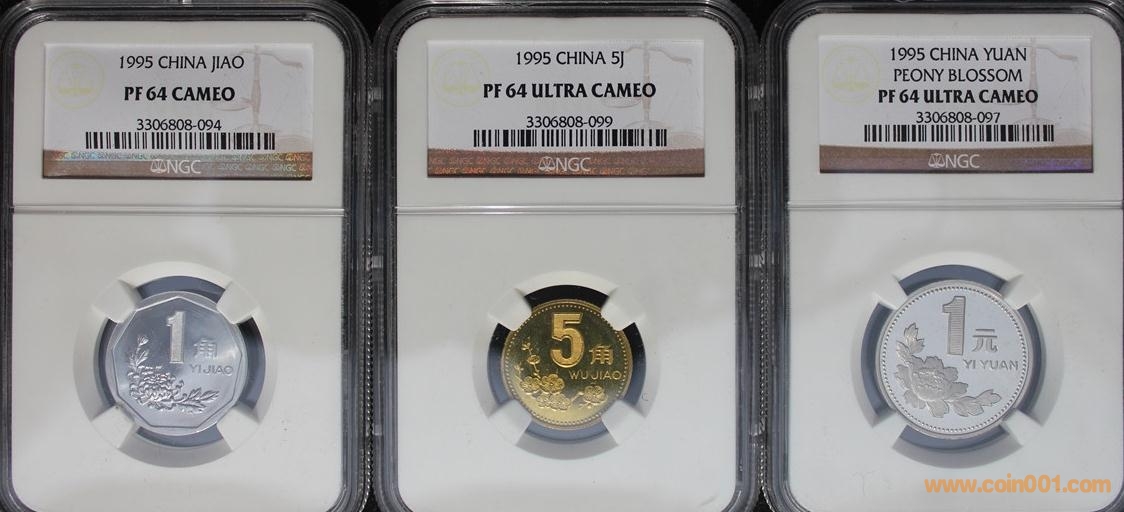 1995 CHINA JIAO
PF 64 CAMEO
3306808-094
NGC
1
角
YI JIAO
1995 CHINA 5J
PF 64 ULTRA CAMEO
3306808-099
NGC
5
角
WU JIAO
1995 CHINA YUAN
PEONY BLOSSOM
PF 64 ULTRA CAMEO
3306808-097
NGC
1
元
YI YUAN
www.coin001.com